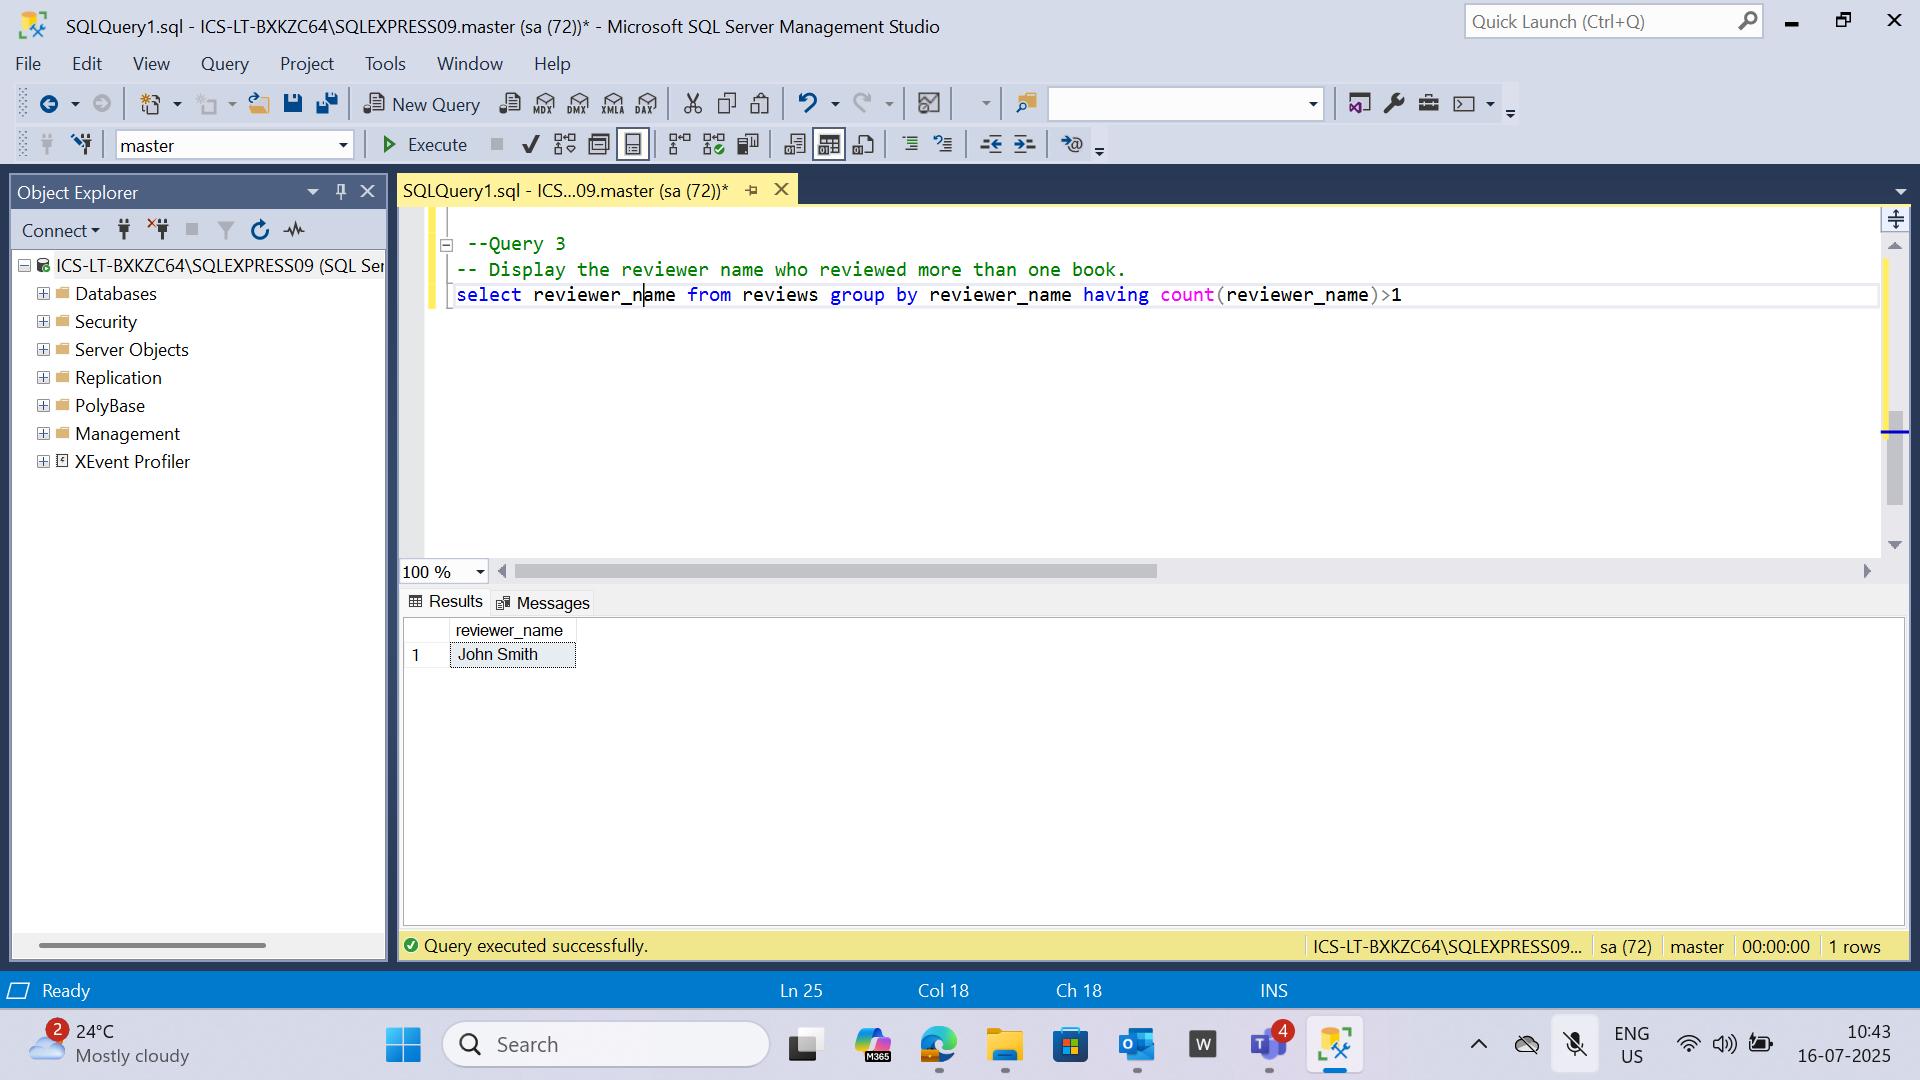 SQLQuery1.sql - ICS-LT-BXKZC64\SQLEXPRESS09.master (sa (72))* - Microsoft SQL Server Management Studio
Quick Launch (Ctrl+Q)
File Edit View Query Project Tools Window Help
New Query MDX DMX XMLA DAX
master Execute
Object Explorer
Connect
ICS-LT-BXKZC64\SQLEXPRESS09 (SQL Ser
Databases
Security
Server Objects
Replication
PolyBase
Management
XEvent Profiler
SQLQuery1.sql - ICS...09.master (sa (72))*
--Query 3
-- Display the reviewer name who reviewed more than one book.
select reviewer_name from reviews group by reviewer_name having count(reviewer_name)>1
100 %
Results Messages
reviewer_name
1 John Smith
Query executed successfully. ICS-LT-BXKZC64\SQLEXPRESS09... sa (72) master 00:00:00 1 rows
Ready Ln 25 Col 18 Ch 18 INS
2 24°C
Mostly cloudy
Search
M365
W
4
ENG
US
10:43
16-07-2025